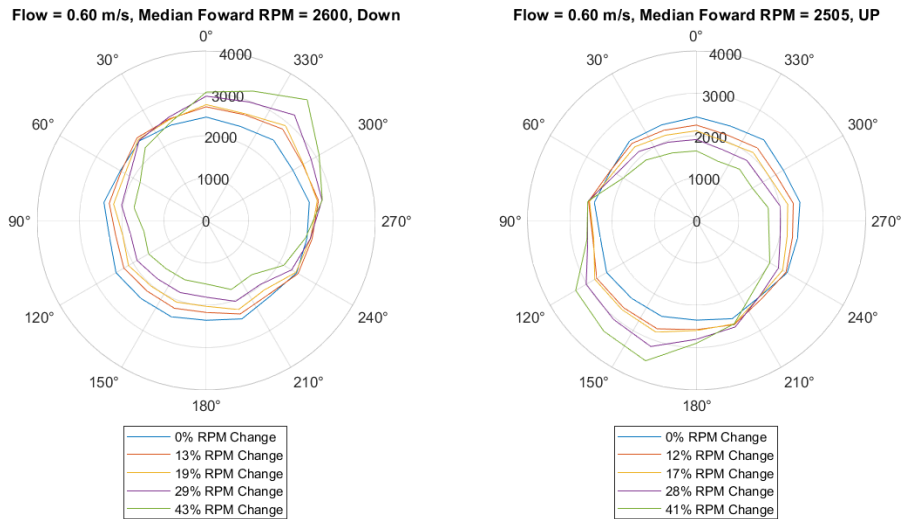 Flow = 0.60 m/s, Median Foward RPM = 2600, Down
0°
30°
330°
60°
300°
90°
270°
120°
240°
150°
210°
180°
4000
3000
2000
1000
0
0% RPM Change
13% RPM Change
19% RPM Change
29% RPM Change
43% RPM Change
Flow = 0.60 m/s, Median Foward RPM = 2505, UP
0°
30°
330°
60°
300°
90°
270°
120°
240°
150°
210°
180°
4000
3000
2000
1000
0
0% RPM Change
12% RPM Change
17% RPM Change
28% RPM Change
41% RPM Change